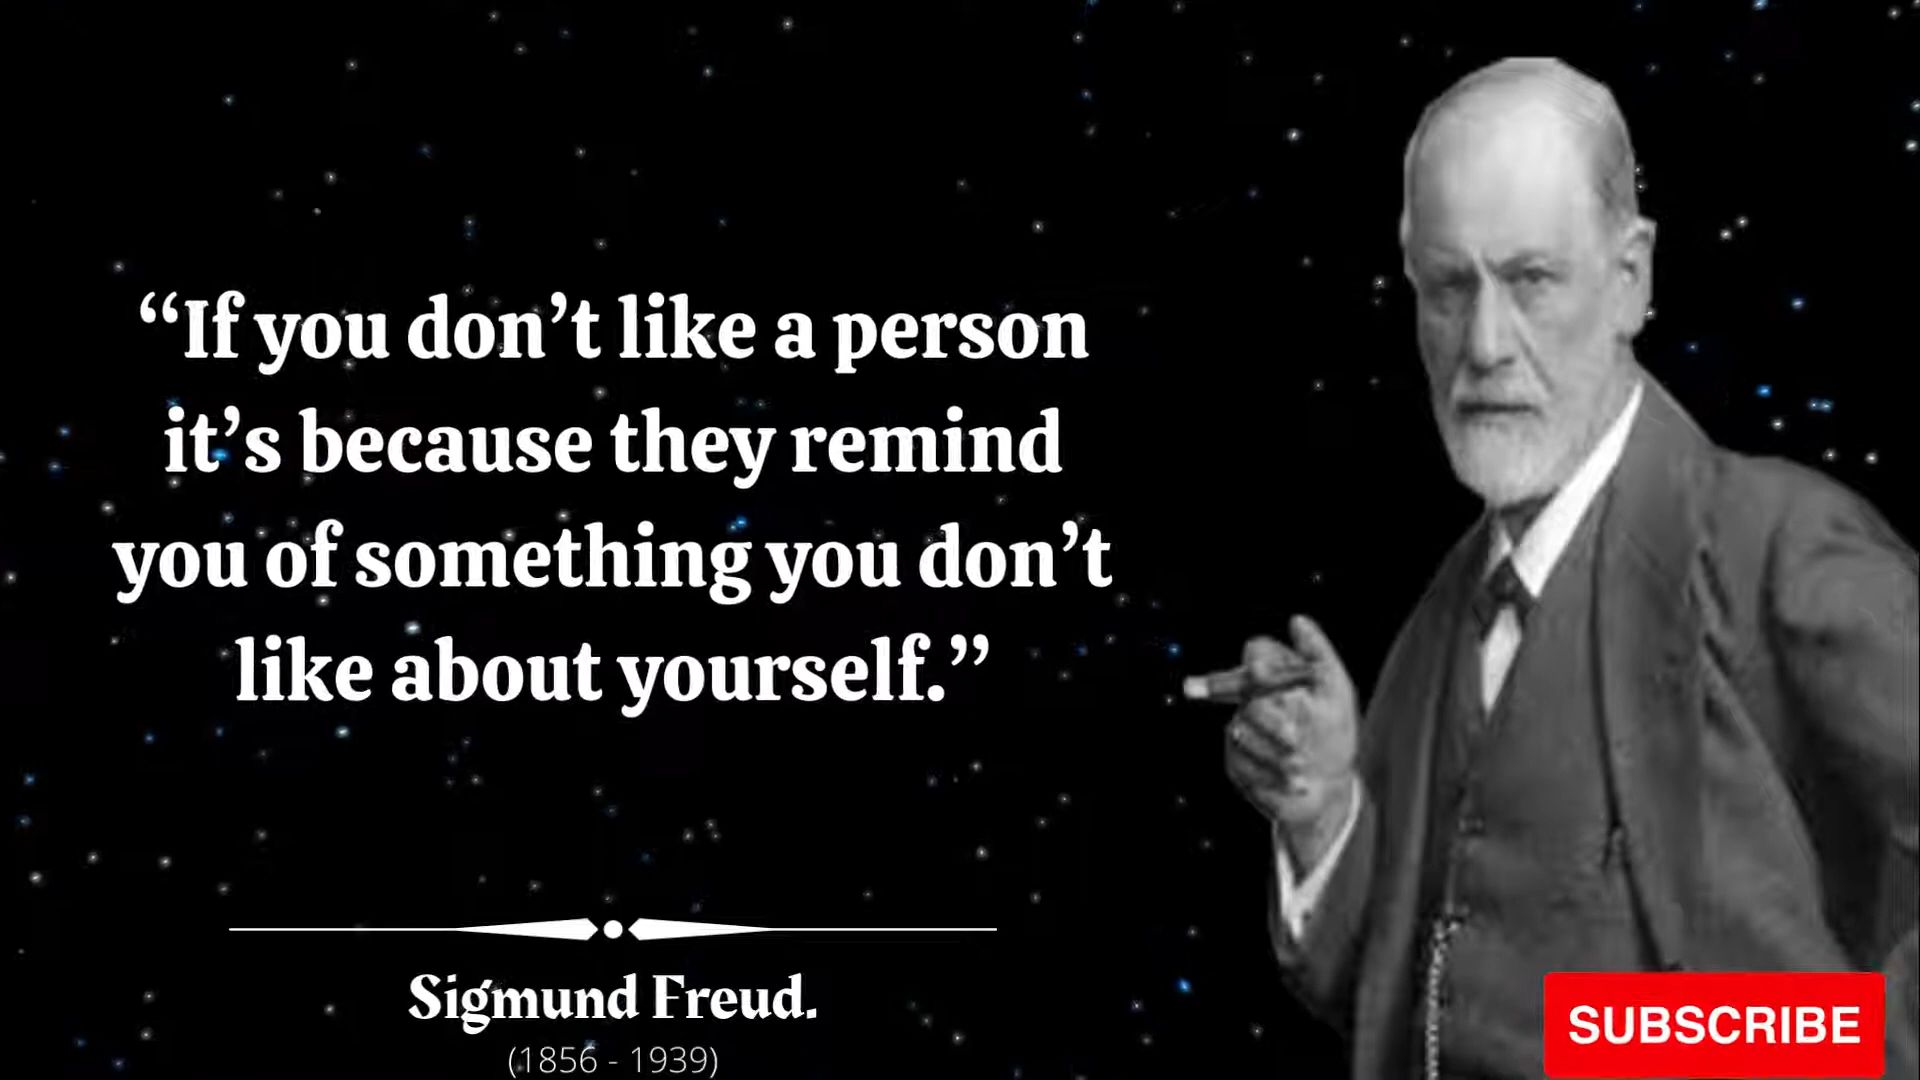 “If you don’t like a person
it’s because they remind
you of something you don’t
like about yourself.”
Sigmund Freud.
(1856 - 1939)
SUBSCRIBE